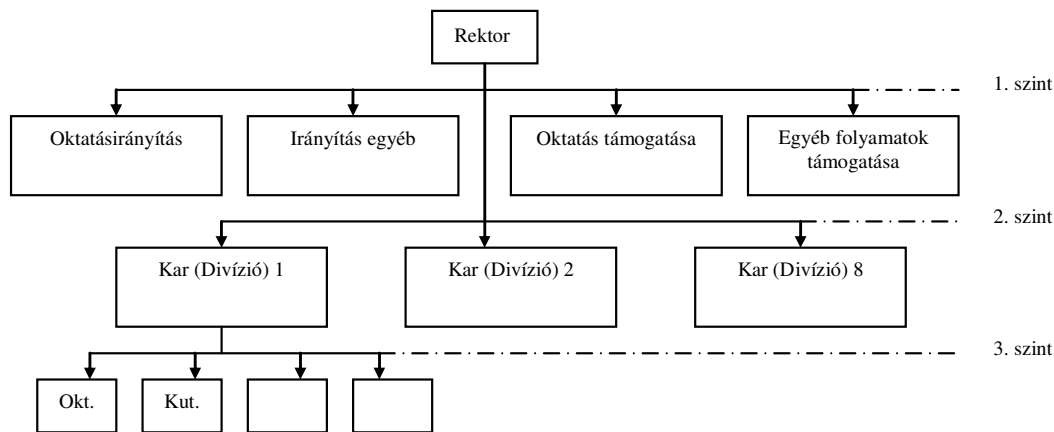 Rektor
1. szint
Oktatásirányítás
Irányítás egyéb
Oktatás támogatása
Egyéb folyamatok
támogatása
2. szint
Kar (Divízió) 1
Kar (Divízió) 2
Kar (Divízió) 8
3. szint
Okt.
Kut.